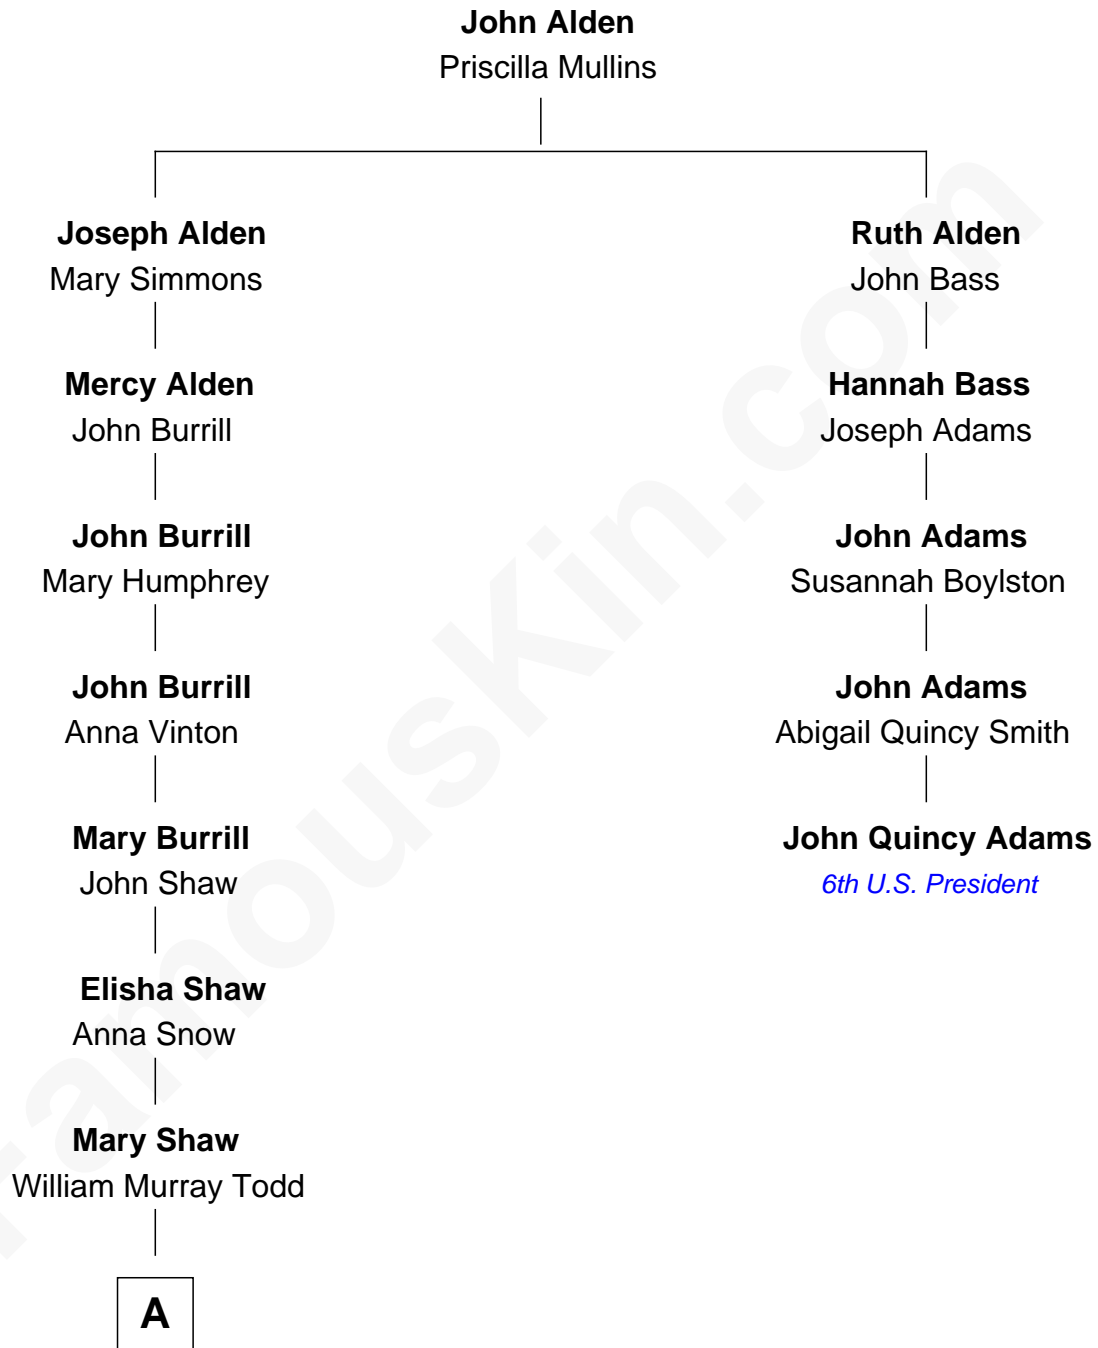 John Alden
Priscilla Mullins
Joseph Alden
Mary Simmons
Mercy Alden
John Burrill
John Burrill
Mary Humphrey
John Burrill
Anna Vinton
Mary Burrill
John Shaw
Elisha Shaw
Anna Snow
Mary Shaw
William Murray Todd
A
Ruth Alden
John Bass
Hannah Bass
Joseph Adams
John Adams
Susannah Boylston
John Adams
Abigail Quincy Smith
John Quincy Adams
6th U.S. President
FamousKin.com